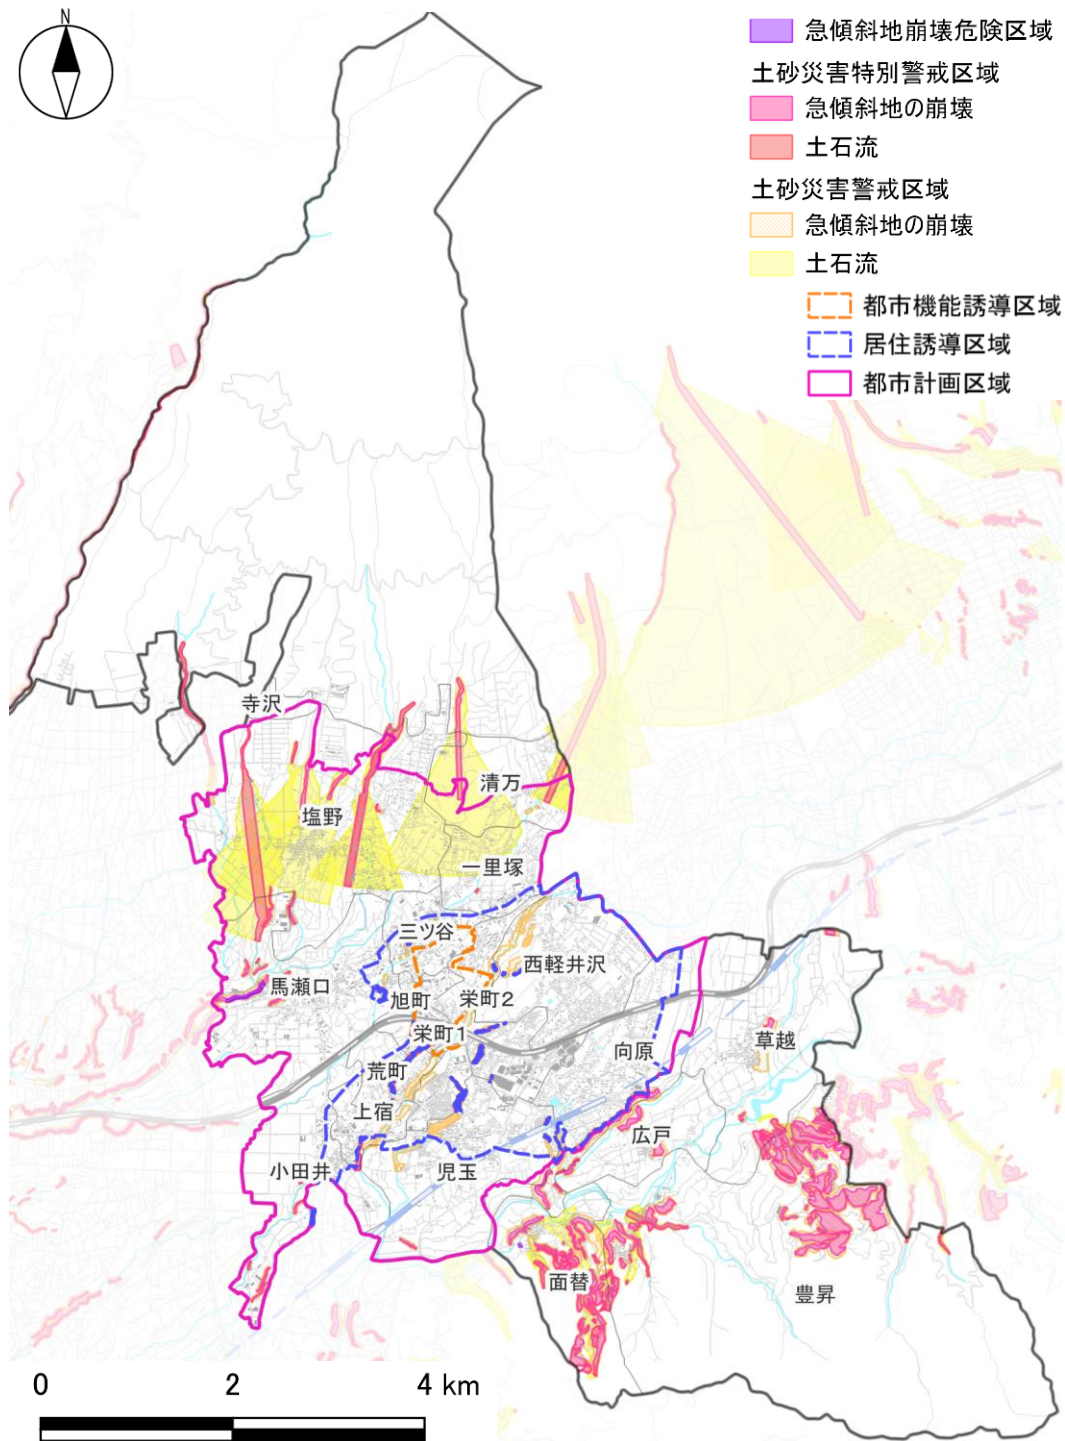 N
急傾斜地崩壊危険区域
土砂災害特別警戒区域
急傾斜地の崩壊
土石流
土砂災害警戒区域
急傾斜地の崩壊
土石流
都市機能誘導区域
居住誘導区域
都市計画区域
寺沢
清万
塩野
一里塚
三ツ谷
西軽井沢
馬瀬口
旭町
栄町2
栄町1
向原
草越
荒町
上宿
広戸
小田井
児玉
面替
豊昇
0 2 4 km